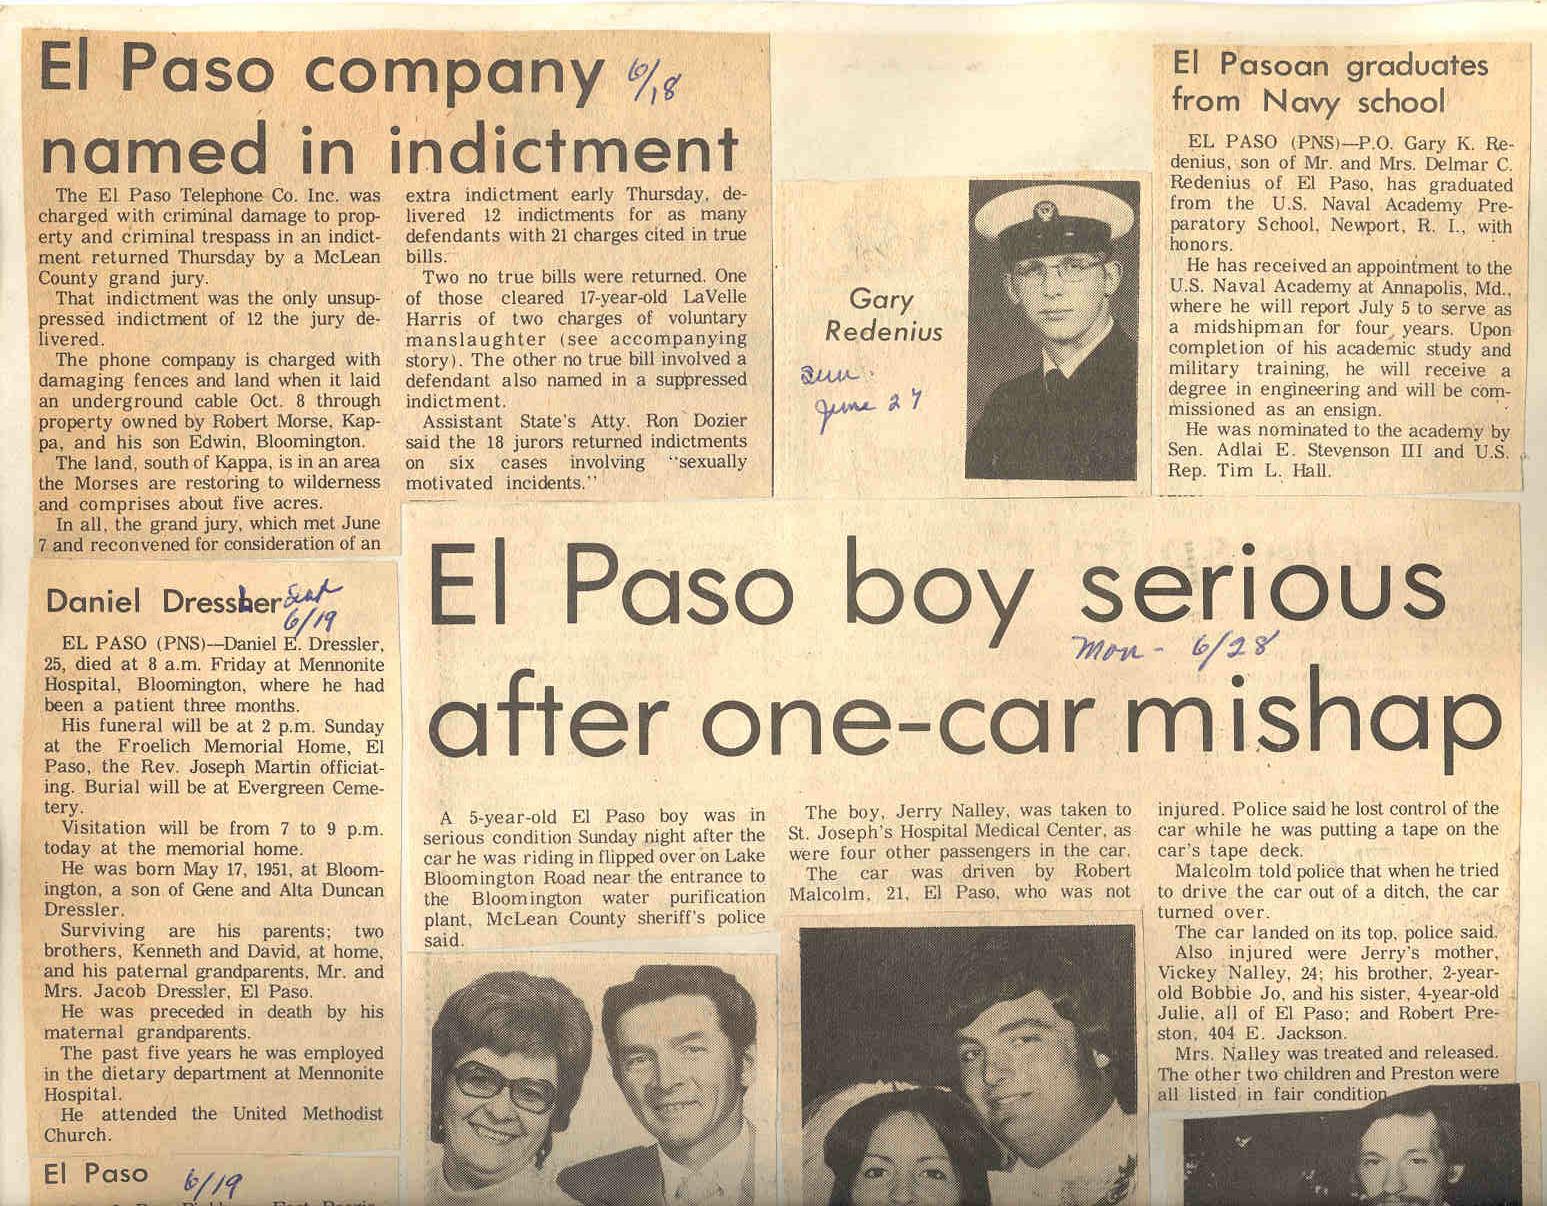 El Paso company 6/18
named in indictment
The El Paso Telephone Co. Inc. was
charged with criminal damage to prop-
erty and criminal trespass in an indict-
ment returned Thursday by a McLean
County grand jury.
That indictment was the only unsup-
pressed indictment of 12 the jury de-
livered.
The phone company is charged with
damaging fences and land when it laid
an underground cable Oct. 8 through
property owned by Robert Morse, Kap-
pa, and his son Edwin, Bloomington.
The land, south of Kappa, is in an area
the Morses are restoring to wilderness
and comprises about five acres.
In all, the grand jury, which met June
7 and reconvened for consideration of an
extra indictment early Thursday, de-
livered 12 indictments for as many
defendants with 21 charges cited in true
bills.
Two no true bills were returned. One
of those cleared 17-year-old LaVelle
Harris of two charges of voluntary
manslaughter (see accompanying
story). The other no true bill involved a
defendant also named in a suppressed
indictment.
Assistant State's Atty. Ron Dozier
said the 18 jurors returned indictments
on six cases involving "sexually
motivated incidents."
Gary
Redenius
Sun.
June 27
El Pasoan graduates
from Navy school
EL PASO (PNS)—P.O. Gary K. Re-
denius, son of Mr. and Mrs. Delmar C.
Redenius of El Paso, has graduated
from the U.S. Naval Academy Pre-
paratory School, Newport, R. I., with
honors.
He has received an appointment to the
U.S. Naval Academy at Annapolis, Md.,
where he will report July 5 to serve as
a midshipman for four years. Upon
completion of his academic study and
military training, he will receive a
degree in engineering and will be com-
missioned as an ensign.
He was nominated to the academy by
Sen. Adlai E. Stevenson III and U.S.
Rep. Tim L. Hall.
Daniel Dressler Sat
6/19
EL PASO (PNS)—Daniel E. Dressler,
25, died at 8 a.m. Friday at Mennonite
Hospital, Bloomington, where he had
been a patient three months.
His funeral will be at 2 p.m. Sunday
at the Froelich Memorial Home, El
Paso, the Rev. Joseph Martin officiat-
ing. Burial will be at Evergreen Ceme-
tery.
Visitation will be from 7 to 9 p.m.
today at the memorial home.
He was born May 17, 1951, at Bloom-
ington, a son of Gene and Alta Duncan
Dressler.
Surviving are his parents; two
brothers, Kenneth and David, at home,
and his paternal grandparents, Mr. and
Mrs. Jacob Dressler, El Paso.
He was preceded in death by his
maternal grandparents.
The past five years he was employed
in the dietary department at Mennonite
Hospital.
He attended the United Methodist
Church.
El Paso 6/19
El Paso boy serious
Mon - 6/28
after one-car mishap
A 5-year-old El Paso boy was in
serious condition Sunday night after the
car he was riding in flipped over on Lake
Bloomington Road near the entrance to
the Bloomington water purification
plant, McLean County sheriff's police
said.
The boy, Jerry Nalley, was taken to
St. Joseph's Hospital Medical Center, as
were four other passengers in the car.
The car was driven by Robert
Malcolm, 21, El Paso, who was not
injured. Police said he lost control of the
car while he was putting a tape on the
car's tape deck.
Malcolm told police that when he tried
to drive the car out of a ditch, the car
turned over.
The car landed on its top, police said.
Also injured were Jerry's mother,
Vickey Nalley, 24; his brother, 2-year-
old Bobbie Jo, and his sister, 4-year-old
Julie, all of El Paso; and Robert Pre-
ston, 404 E. Jackson.
Mrs. Nalley was treated and released.
The other two children and Preston were
all listed in fair condition